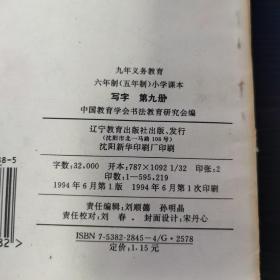 九年义务教育
六年制(五年制)小学课本
写字 第九册
中国教育学会书法教育研究会编
辽宁教育出版社出版、发行
(沈阳市北一马路108号)
沈阳新华印刷厂印刷
字数:32,000 开本:787×1092 1/32 印张:2
印数:1-595,219
1994年6月第1版 1994年6月第1次印刷
责任编辑:刘顺德 孙明晶
责任校对:刘 春 . 封面设计:宋丹心
ISBN 7-5382-2845-4/G·2578
定价:1.15元
38-5
82>